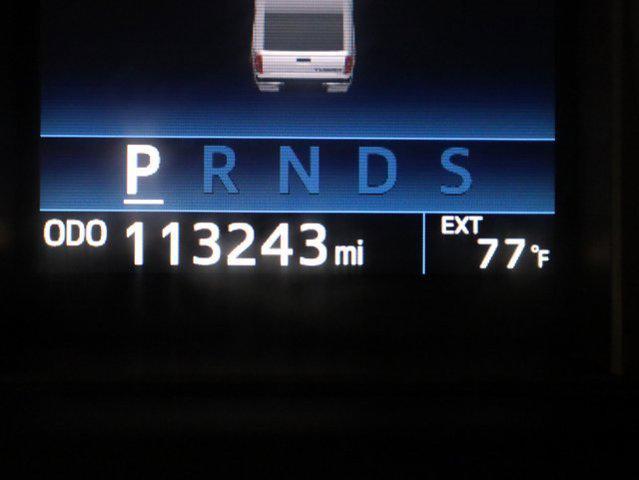 P R N D S
ODO 113243 mi EXT 77°F